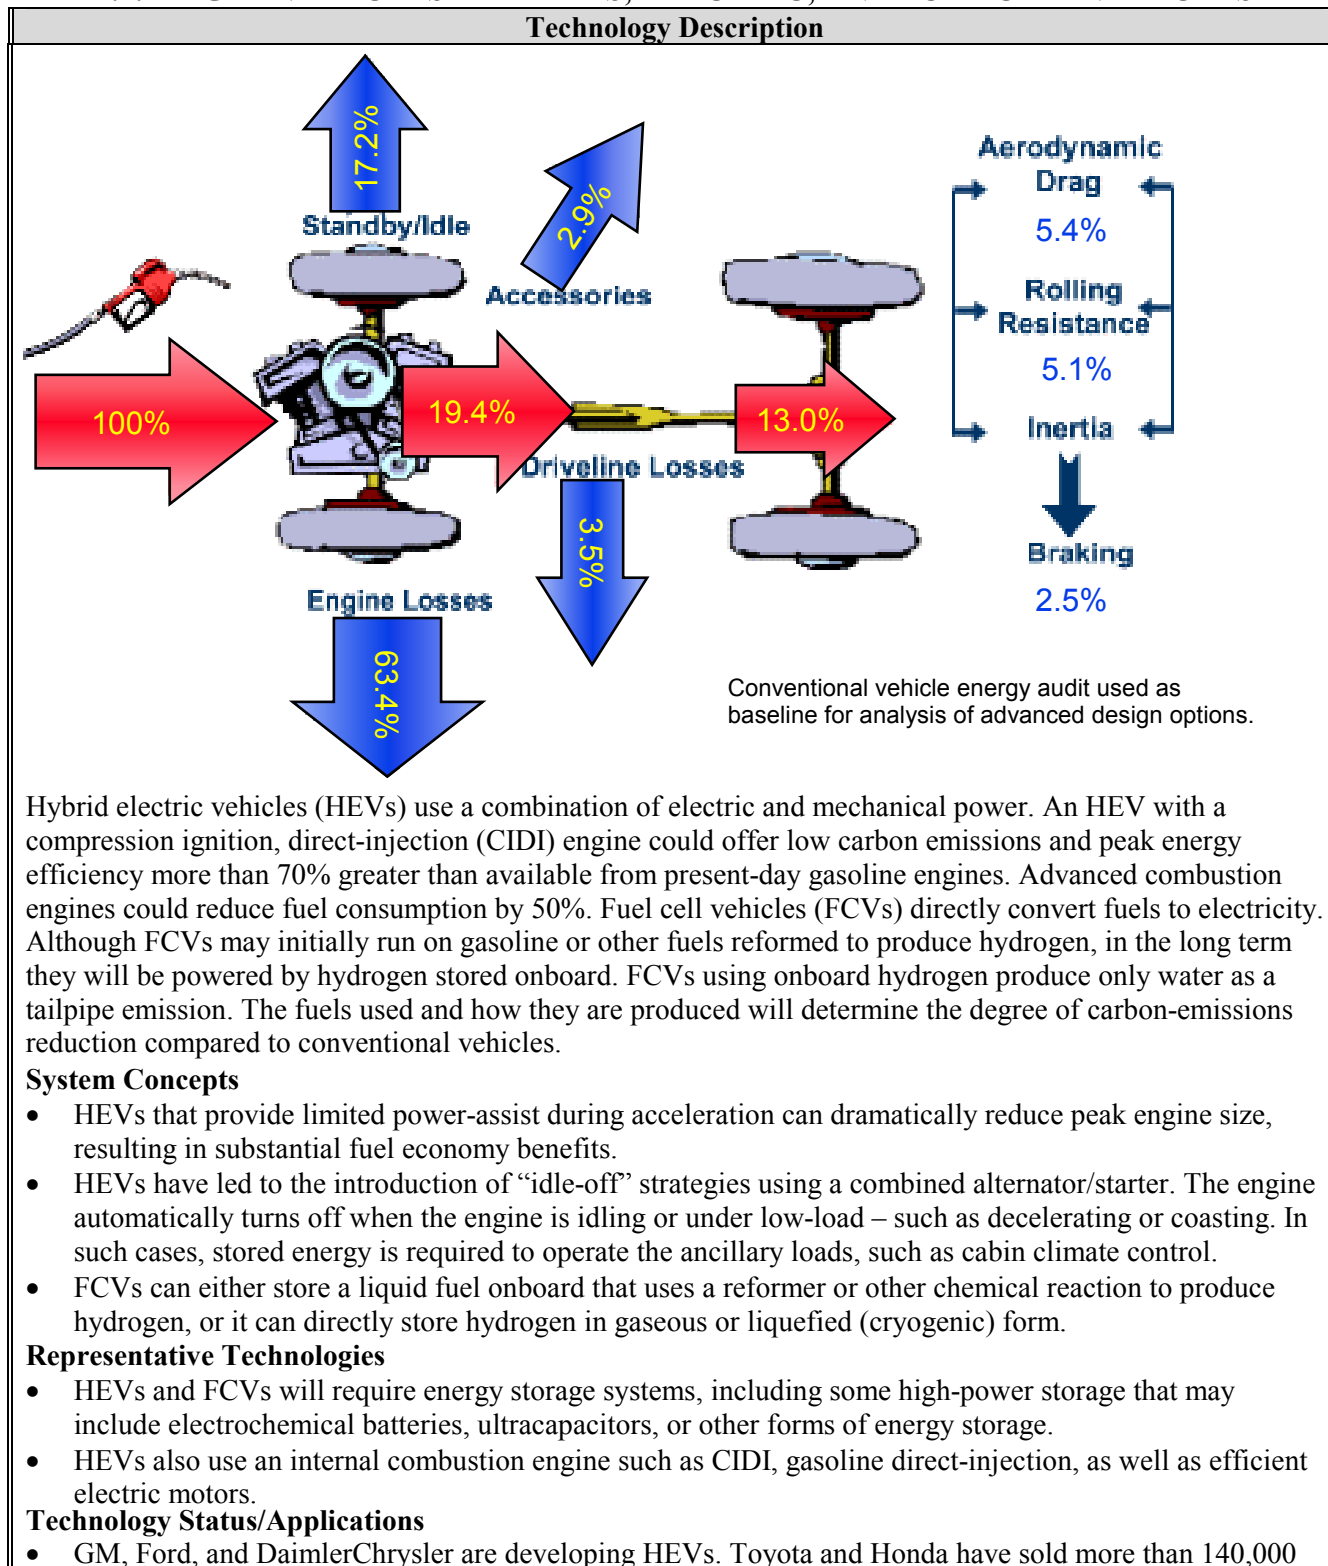 Technology Description
17.2%
Standby/Idle
2.9%
Accessories
Aerodynamic
Drag
5.4%
Rolling
Resistance
5.1%
Inertia
Braking
2.5%
100%
19.4%
13.0%
Driveline Losses
3.5%
Engine Losses
63.4%
Conventional vehicle energy audit used as
baseline for analysis of advanced design options.
Hybrid electric vehicles (HEVs) use a combination of electric and mechanical power. An HEV with a
compression ignition, direct-injection (CIDI) engine could offer low carbon emissions and peak energy
efficiency more than 70% greater than available from present-day gasoline engines. Advanced combustion
engines could reduce fuel consumption by 50%. Fuel cell vehicles (FCVs) directly convert fuels to electricity.
Although FCVs may initially run on gasoline or other fuels reformed to produce hydrogen, in the long term
they will be powered by hydrogen stored onboard. FCVs using onboard hydrogen produce only water as a
tailpipe emission. The fuels used and how they are produced will determine the degree of carbon-emissions
reduction compared to conventional vehicles.
System Concepts
• HEVs that provide limited power-assist during acceleration can dramatically reduce peak engine size,
resulting in substantial fuel economy benefits.
• HEVs have led to the introduction of “idle-off” strategies using a combined alternator/starter. The engine
automatically turns off when the engine is idling or under low-load – such as decelerating or coasting. In
such cases, stored energy is required to operate the ancillary loads, such as cabin climate control.
• FCVs can either store a liquid fuel onboard that uses a reformer or other chemical reaction to produce
hydrogen, or it can directly store hydrogen in gaseous or liquefied (cryogenic) form.
Representative Technologies
• HEVs and FCVs will require energy storage systems, including some high-power storage that may
include electrochemical batteries, ultracapacitors, or other forms of energy storage.
• HEVs also use an internal combustion engine such as CIDI, gasoline direct-injection, as well as efficient
electric motors.
Technology Status/Applications
• GM, Ford, and DaimlerChrysler are developing HEVs. Toyota and Honda have sold more than 140,000